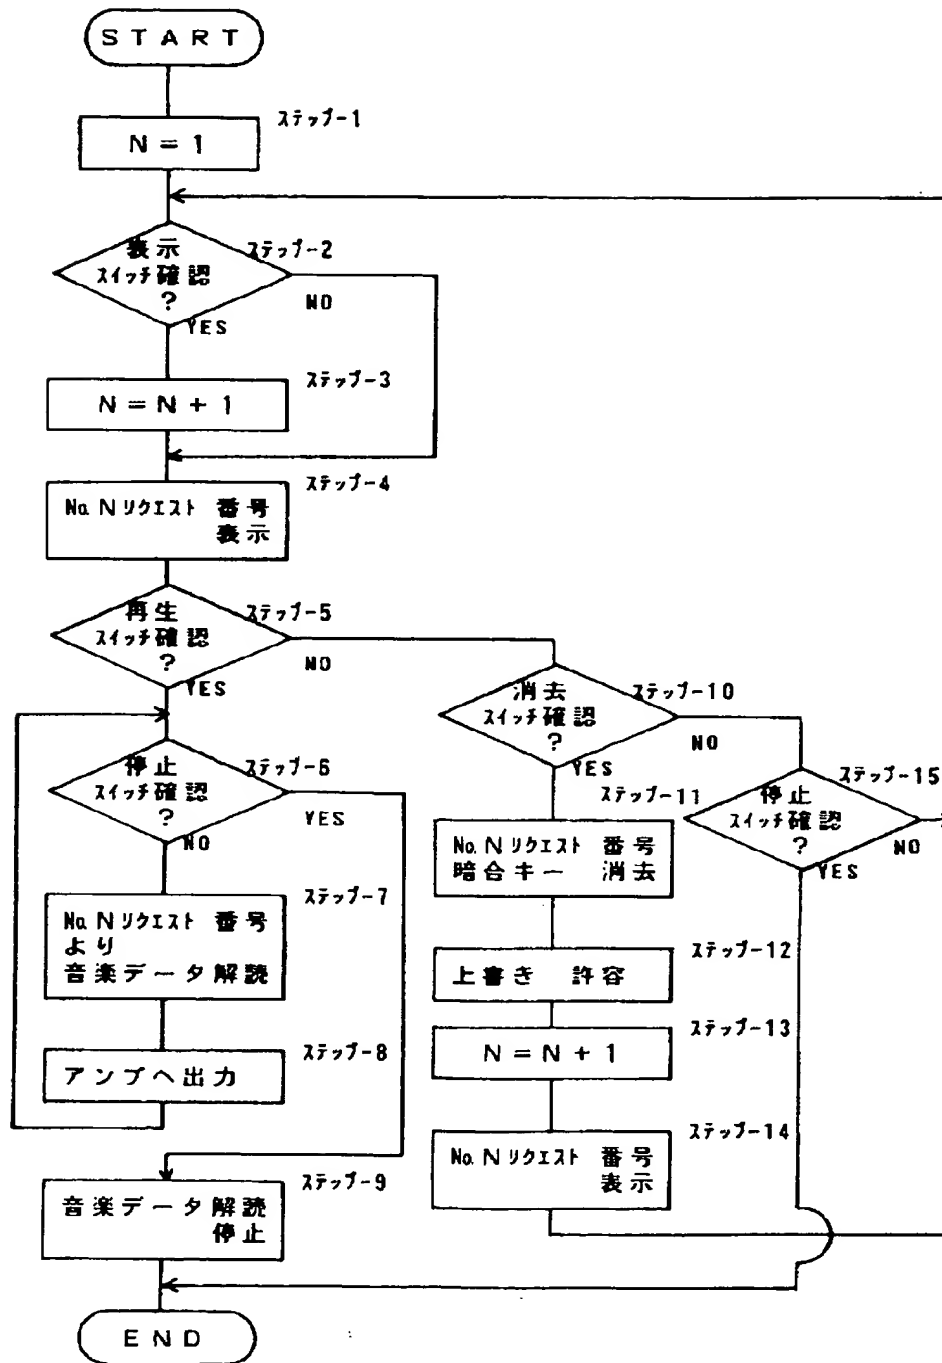 START
ステップ-1
N = 1
表示
スイッチ確認
?
ステップ-2
NO
YES
ステップ-3
N = N + 1
ステップ-4
No. N リクエスト 番号
表示
再生
スイッチ確認
?
ステップ-5
NO
YES
停止
スイッチ確認
?
ステップ-6
YES
NO
ステップ-7
No. N リクエスト 番号
より
音楽データ解読
ステップ-8
アンプへ出力
ステップ-9
音楽データ解読
停止
END
消去
スイッチ確認
?
ステップ-10
NO
YES
ステップ-11
No. N リクエスト 番号
暗合キー 消去
ステップ-12
上書き 許容
ステップ-13
N = N + 1
ステップ-14
No. N リクエスト 番号
表示
ステップ-15
停止
スイッチ確認
?
NO
YES